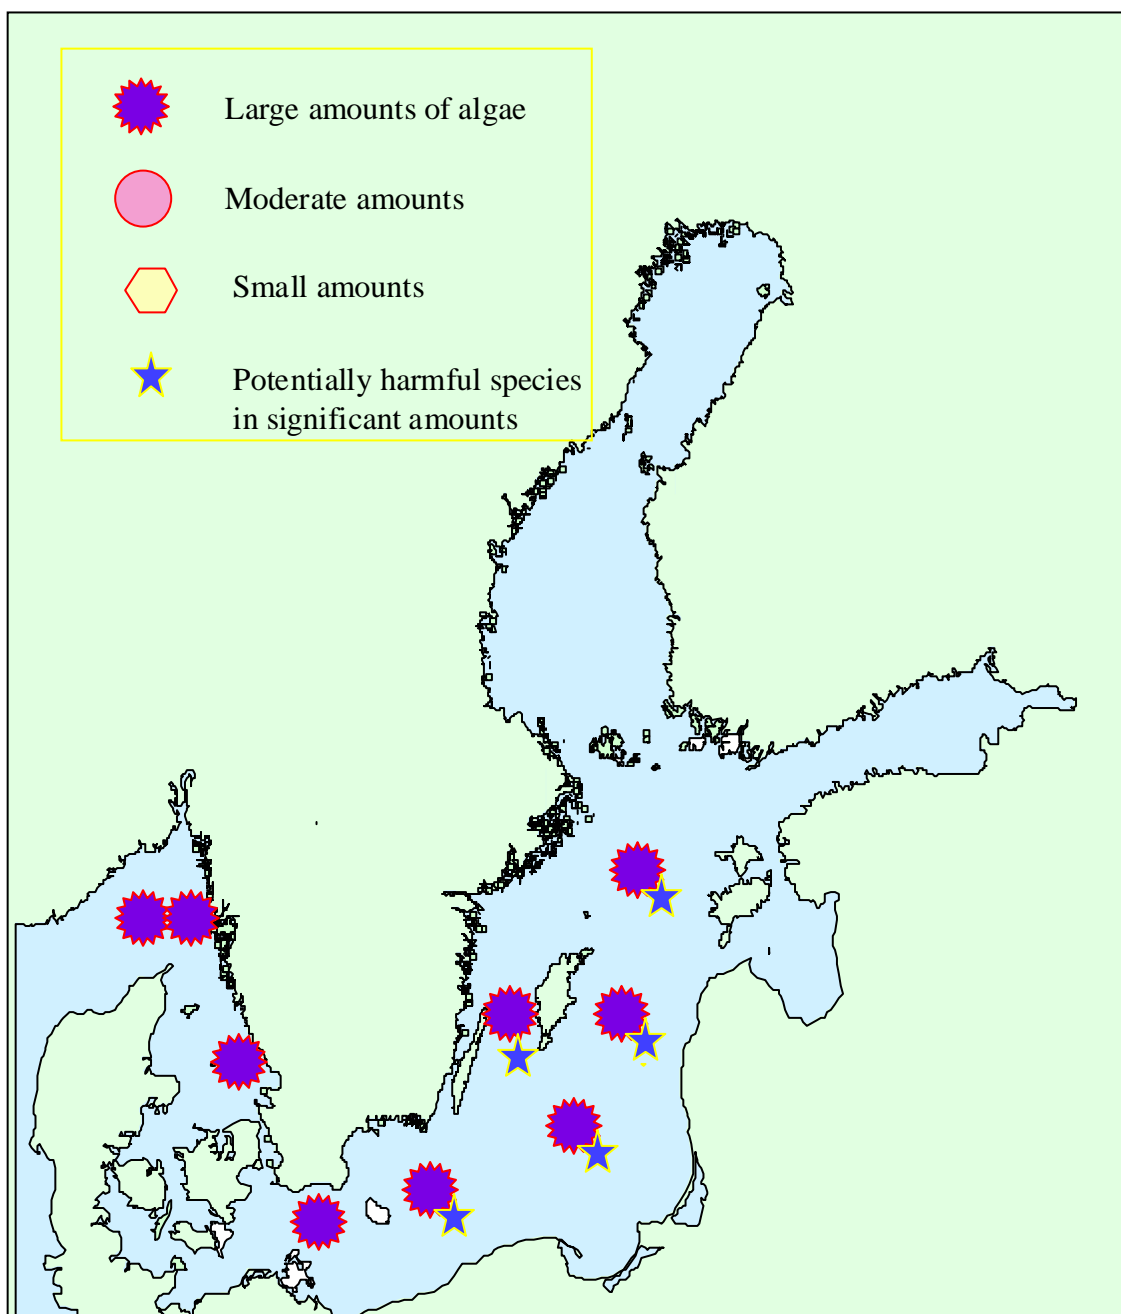 Large amounts of algae
Moderate amounts
Small amounts
Potentially harmful species
in significant amounts